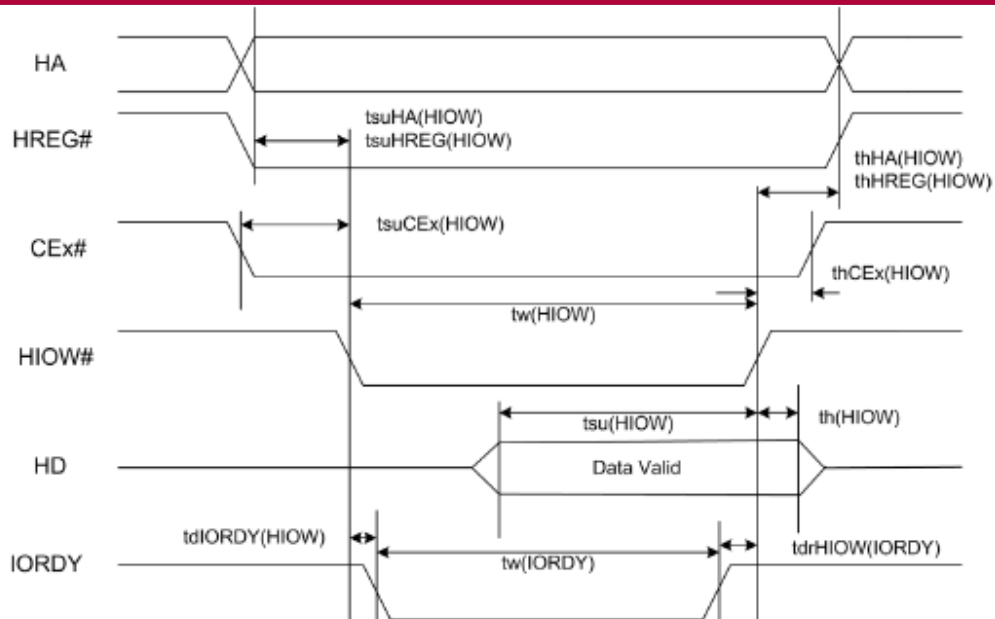 HA
tsuHA(HIOW)
tsuHREG(HIOW)
HREG#
thHA(HIOW)
thHREG(HIOW)
tsuCEx(HIOW)
CEx#
thCEx(HIOW)
tw(HIOW)
HIOW#
tsu(HIOW)
th(HIOW)
HD
Data Valid
tdIORDY(HIOW)
tw(IORDY)
tdrHIOW(IORDY)
IORDY